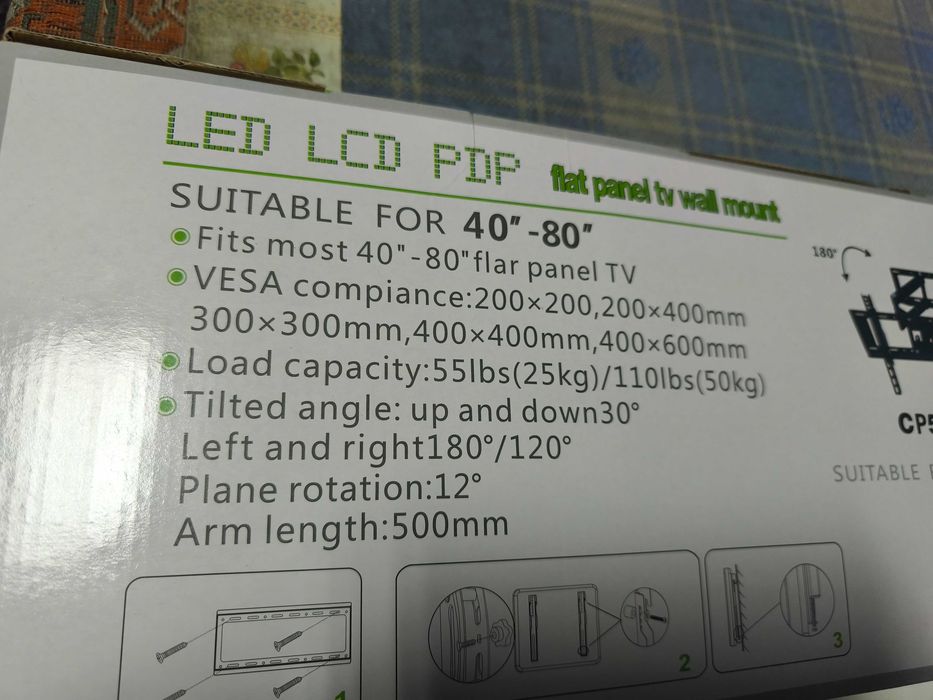 LED LCD PDP flat panel tv wall mount
SUITABLE FOR 40"-80"
Fits most 40"-80"flar panel TV
VESA compiance:200×200,200×400mm
300×300mm,400×400mm,400×600mm
Load capacity:55lbs(25kg)/110lbs(50kg)
Tilted angle: up and down30°
Left and right180°/120°
Plane rotation:12°
Arm length:500mm
180°
CP5
SUITABLE
1
2
3